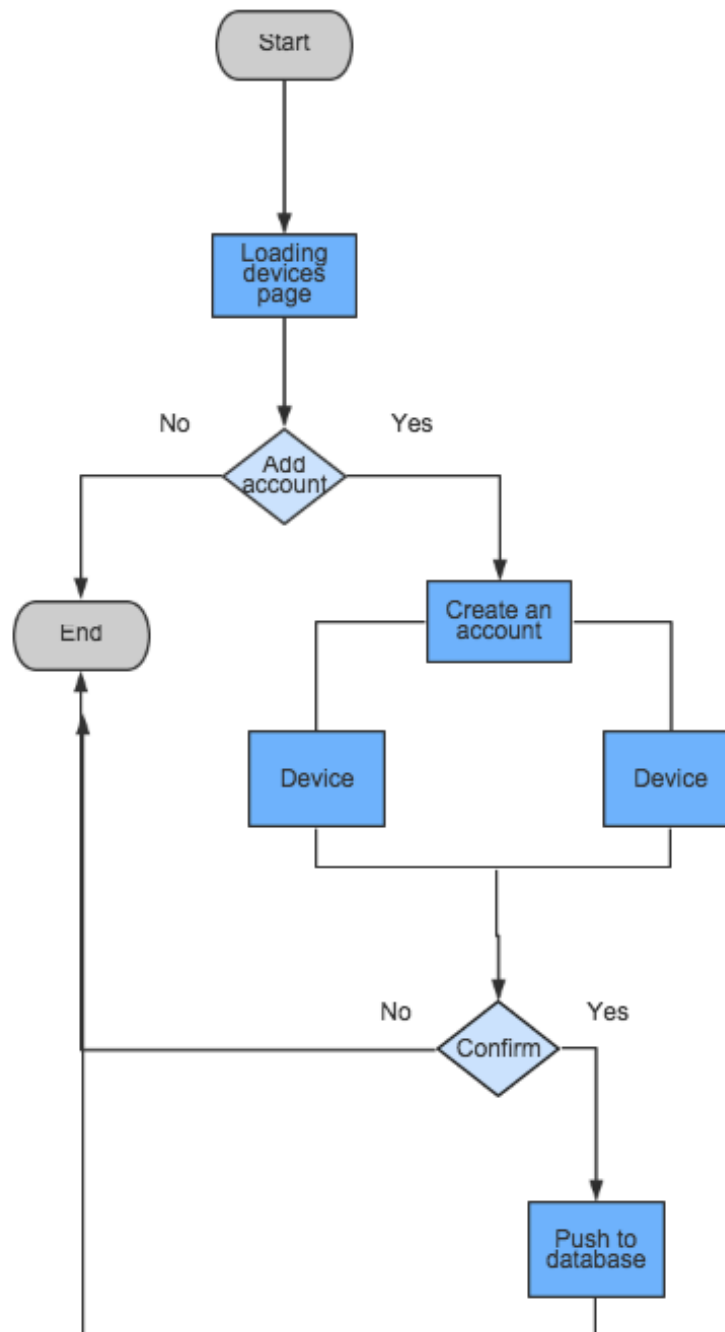 Start
Loading
devices
page
No
Yes
Add
account
End
Create an
account
Device
Device
No
Yes
Confirm
Push to
database